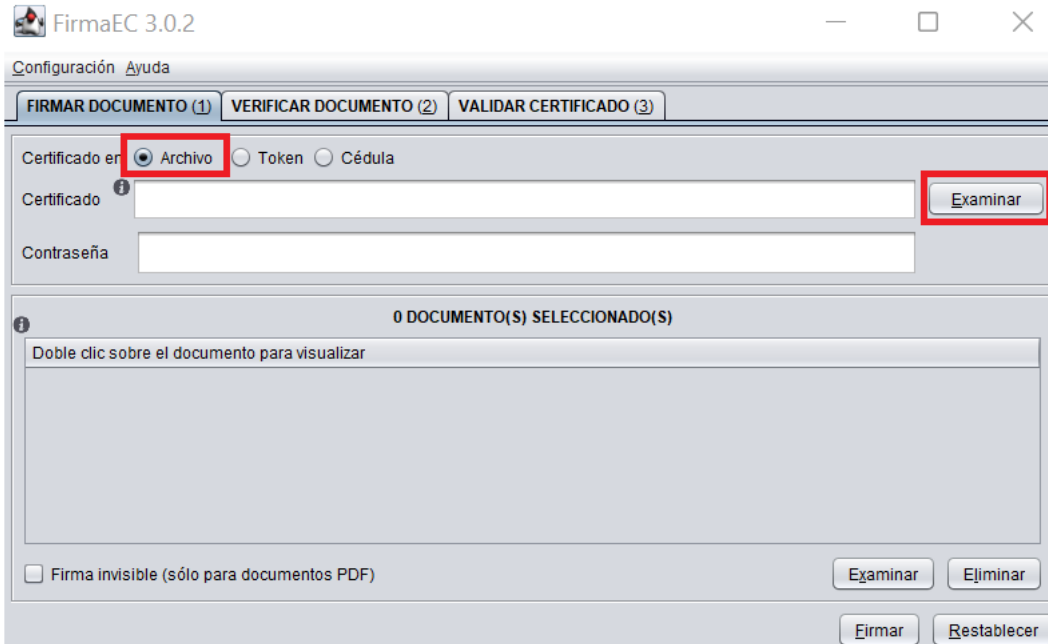 FirmaEC 3.0.2
Configuración Ayuda
FIRMAR DOCUMENTO (1) VERIFICAR DOCUMENTO (2) VALIDAR CERTIFICADO (3)
Certificado en Archivo Token Cédula
Certificado Examinar
Contraseña
0 DOCUMENTO(S) SELECCIONADO(S)
Doble clic sobre el documento para visualizar
Firma invisible (sólo para documentos PDF) Examinar Eliminar
Firmar Restablecer